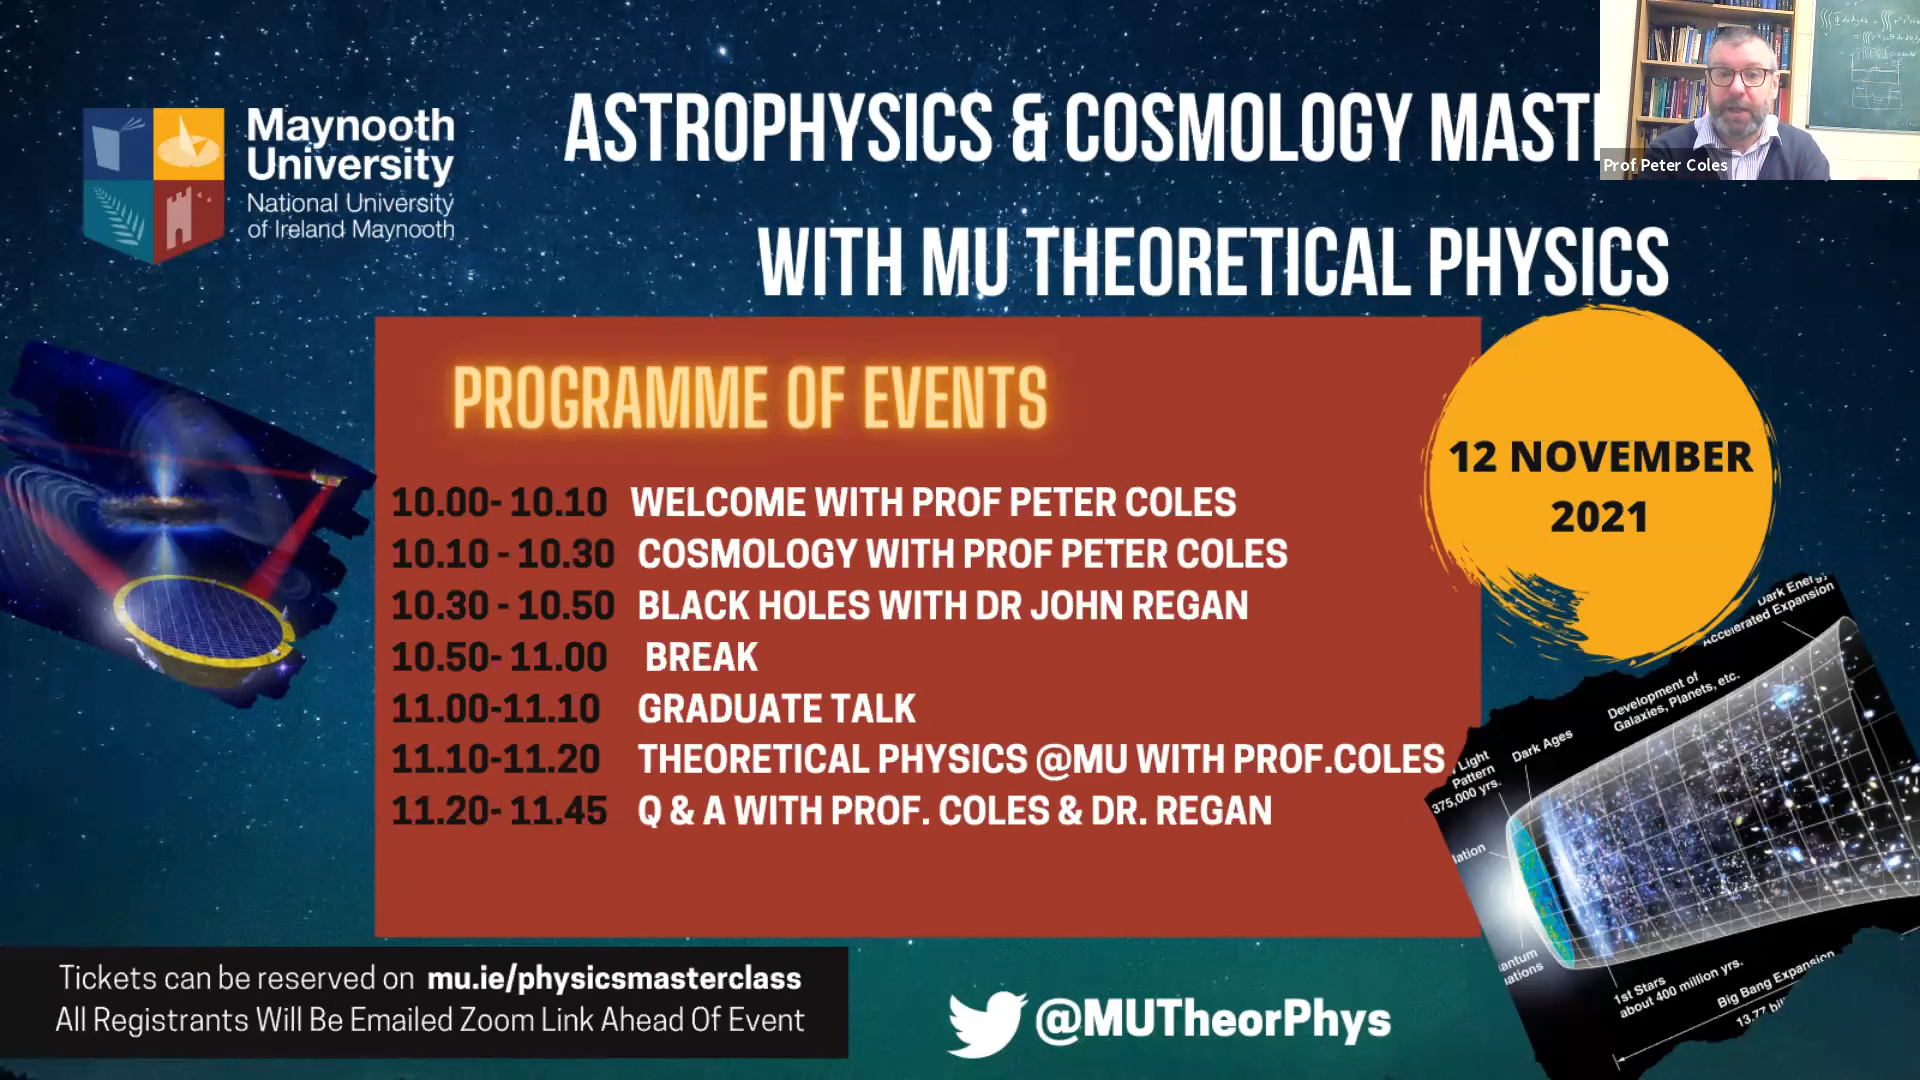 Maynooth
University
National University
of Ireland Maynooth
ASTROPHYSICS & COSMOLOGY
WITH MU THEORETICAL PHYSICS
Prof Peter Coles
PROGRAMME OF EVENTS
10.00- 10.10 WELCOME WITH PROF PETER COLES
10.10 - 10.30 COSMOLOGY WITH PROF PETER COLES
10.30 - 10.50 BLACK HOLES WITH DR JOHN REGAN
10.50- 11.00 BREAK
11.00-11.10 GRADUATE TALK
11.10-11.20 THEORETICAL PHYSICS @MU WITH PROF.COLES
11.20- 11.45 Q & A WITH PROF. COLES & DR. REGAN
12 NOVEMBER
2021
Dark Energy
Accelerated Expansion
Development of
Galaxies, Planets, etc.
Dark Ages
Light
Pattern
375,000 yrs.
1st Stars
about 400 million yrs.
Big Bang Expansion
13.77
Tickets can be reserved on mu.ie/physicsmasterclass
All Registrants Will Be Emailed Zoom Link Ahead Of Event
@MUTheorPhys